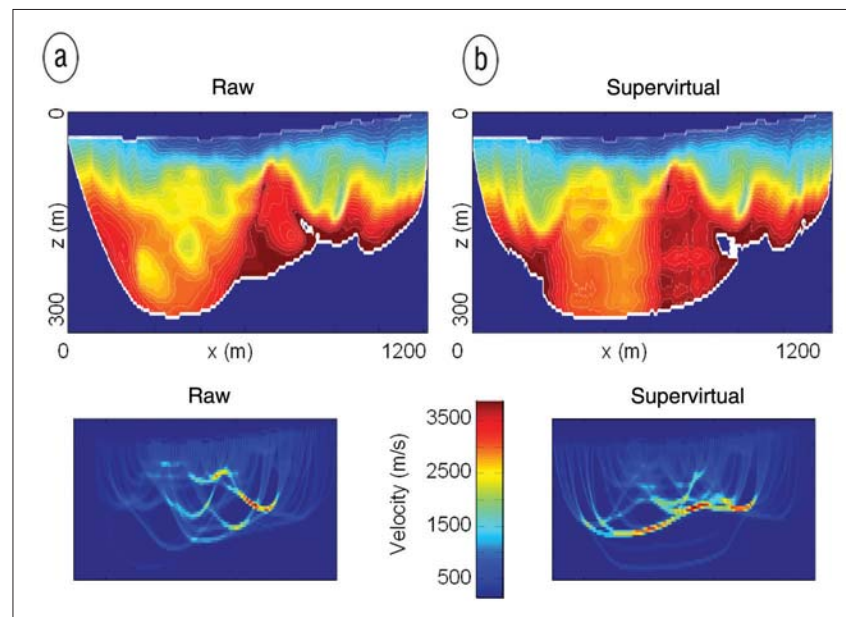 a
Raw
0
z (m)
300
0
x (m)
1200
b
Supervirtual
0
z (m)
300
0
x (m)
1200
Raw
Velocity (m/s)
3500
2500
1500
500
Supervirtual